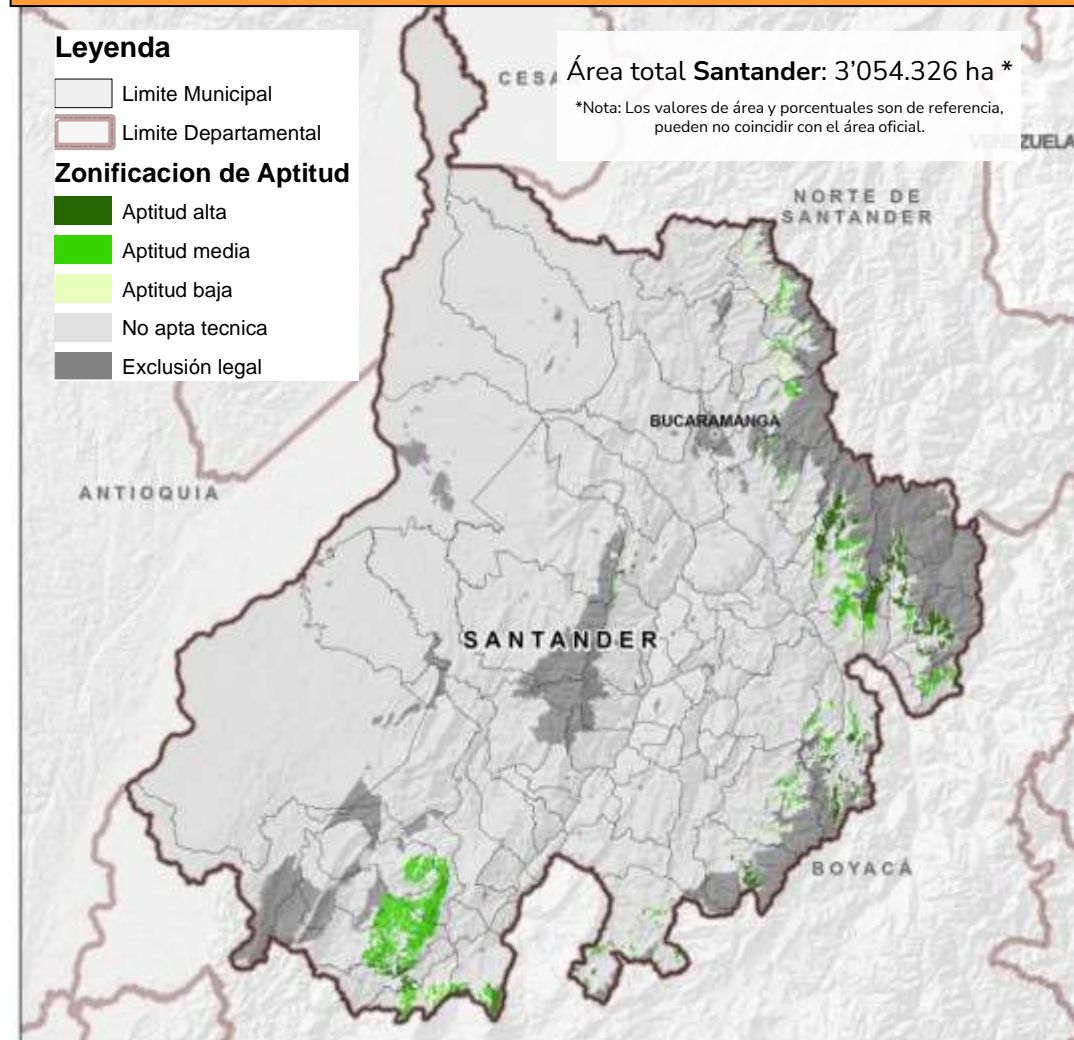 Leyenda
Limite Municipal
Limite Departamental
Zonificacion de Aptitud
Aptitud alta
Aptitud media
Aptitud baja
No apta tecnica
Exclusión legal
Área total Santander: 3’054.326 ha *
*Nota: Los valores de área y porcentuales son de referencia,
pueden no coincidir con el área oficial.
NORTE DE
SANTANDER
BUCARAMANGA
ANTIOQUIA
SANTANDER
BOYACÁ